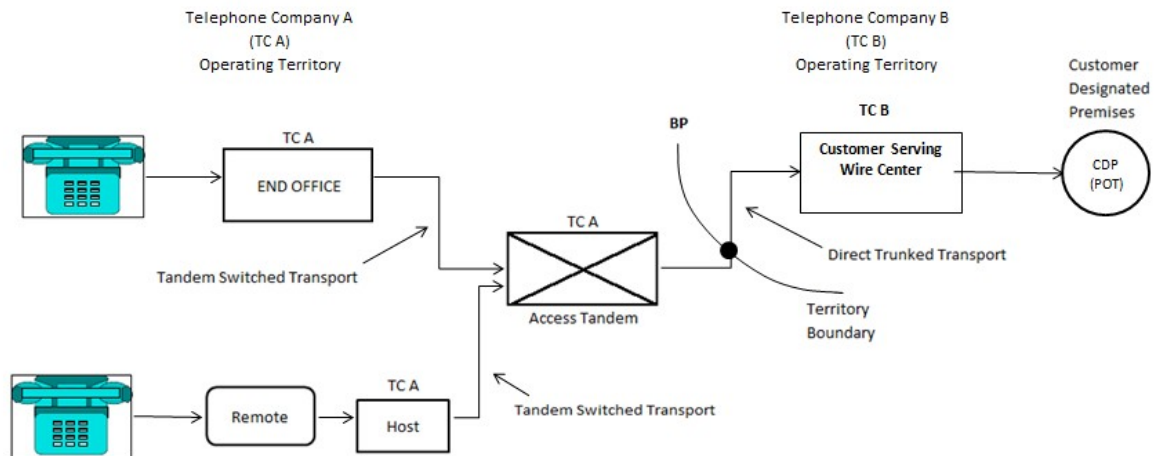 Telephone Company A
(TC A)
Operating Territory
Telephone Company B
(TC B)
Operating Territory
Customer
Designated
Premises
TC A
END OFFICE
BP
TC B
Customer Serving
Wire Center
CDP
(POT)
Tandem Switched Transport
TC A
Access Tandem
Direct Trunked Transport
Territory
Boundary
Remote
TC A
Host
Tandem Switched Transport